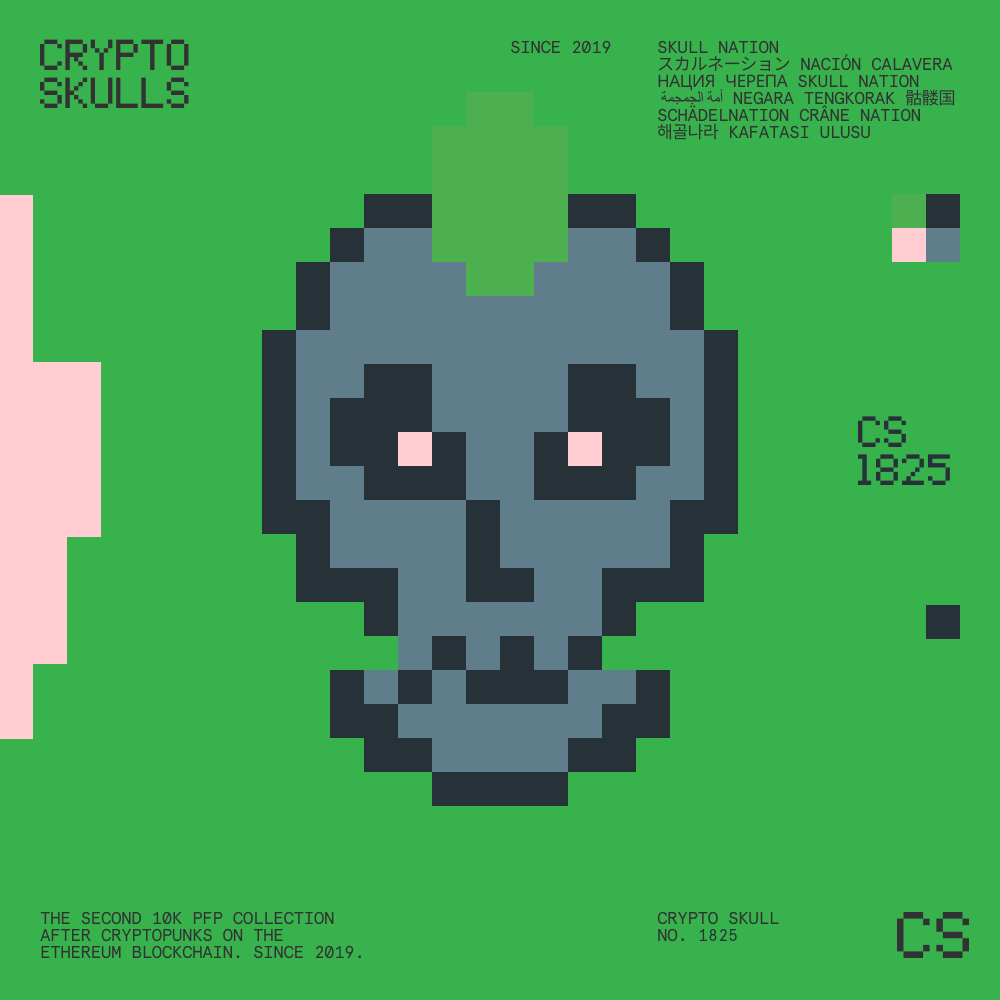 CRYPTO
SKULLS
SINCE 2019
SKULL NATION
スカルネーション NACIÓN CALAVERA
НАЦИЯ ЧЕРЕПА SKULL NATION
أمة الجمجمة NEGARA TENGKORAK 骷髅国
SCHÄDELNATION CRÂNE NATION
해골나라 KAFATASI ULUSU
CS
1825
THE SECOND 10K PFP COLLECTION
AFTER CRYPTOPUNKS ON THE
ETHEREUM BLOCKCHAIN. SINCE 2019.
CRYPTO SKULL
NO. 1825
CS